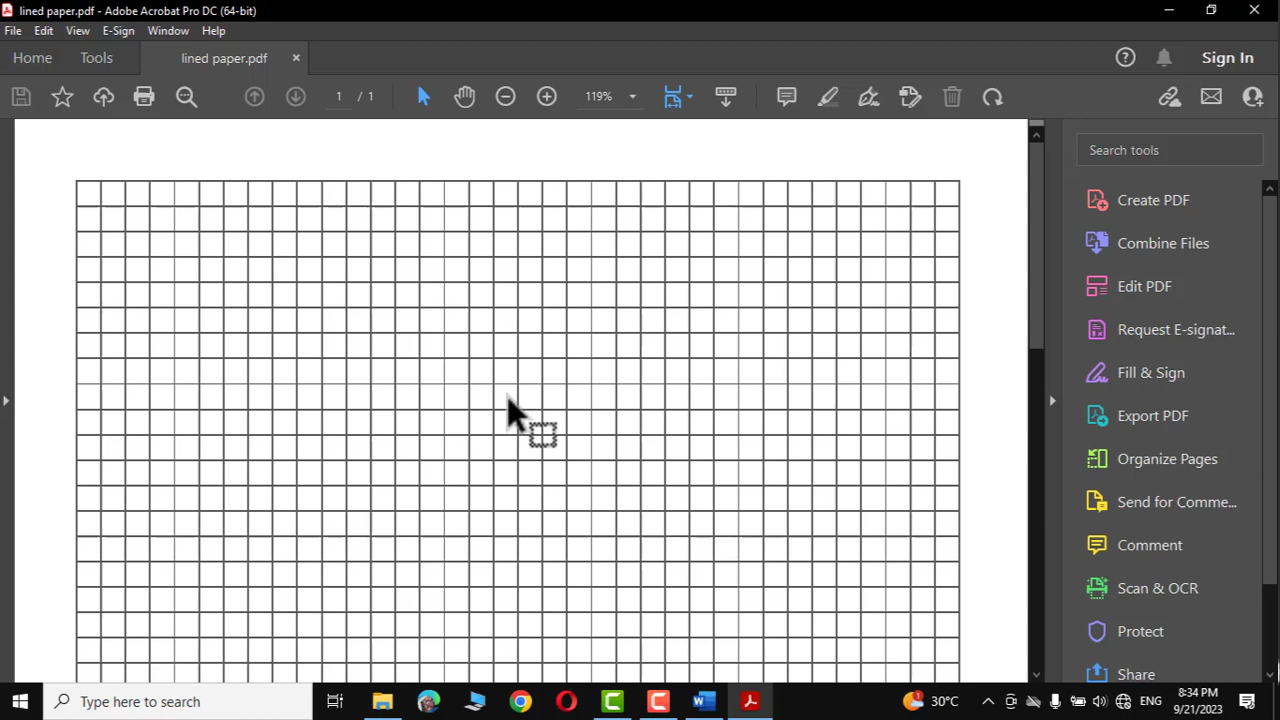 lined paper.pdf - Adobe Acrobat Pro DC (64-bit)
File Edit View E-Sign Window Help
Home Tools lined paper.pdf × Sign In
1 / 1 119%
Search tools
Create PDF
Combine Files
Edit PDF
Request E-signat...
Fill & Sign
Export PDF
Organize Pages
Send for Comme...
Comment
Scan & OCR
Protect
Share
Type here to search 30°C ENG 8:34 PM
9/21/2023